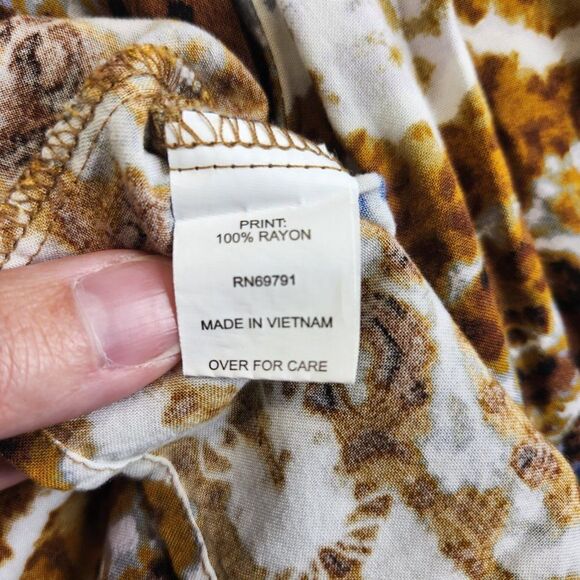 PRINT:
100% RAYON
RN69791
MADE IN VIETNAM
OVER FOR CARE